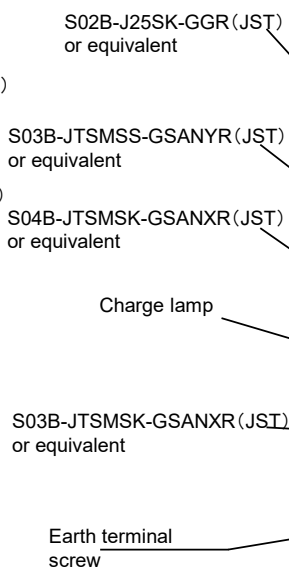 S02B-J25SK-GGR（JST）
or equivalent
）
S03B-JTSMSS-GSANYR（JST）
or equivalent
）
S04B-JTSMSK-GSANXR（JST）
or equivalent
Charge lamp
S03B-JTSMSK-GSANXR（JST）
or equivalent
Earth terminal
screw